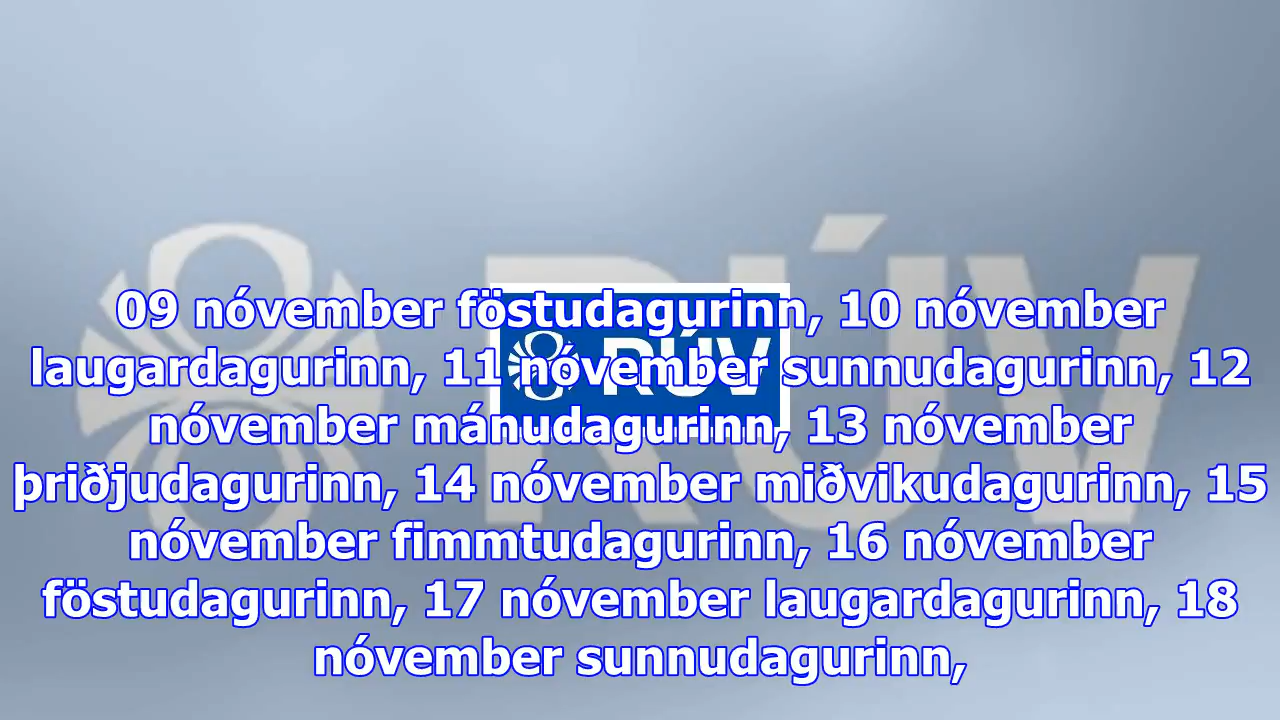 RÚV
09 nóvember föstudagurinn, 10 nóvember
laugardagurinn, 11 nóvember sunnudagurinn, 12
nóvember mánudagurinn, 13 nóvember
þriðjudagurinn, 14 nóvember miðvikudagurinn, 15
nóvember fimmtudagurinn, 16 nóvember
föstudagurinn, 17 nóvember laugardagurinn, 18
nóvember sunnudagurinn,
RÚV